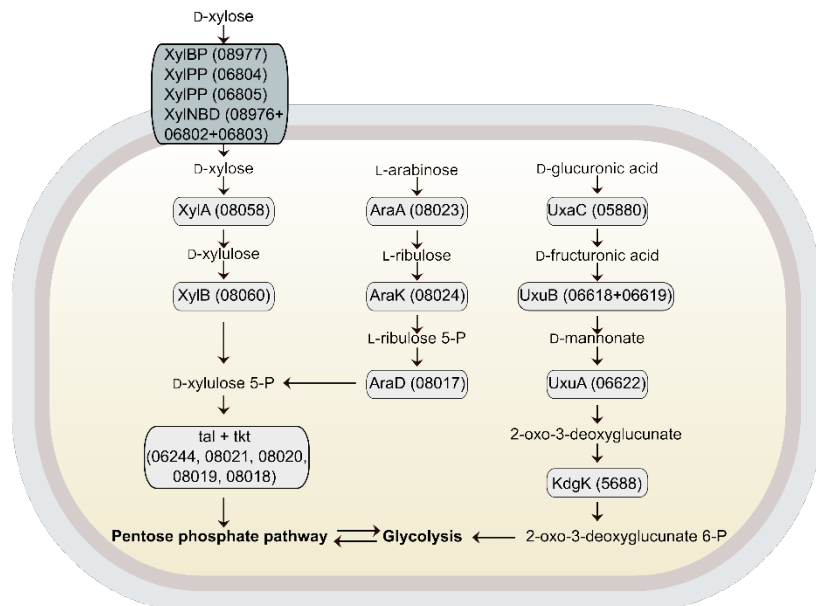 D-xylose
XylBP (08977)
XylPP (06804)
XylPP (06805)
XylNBD (08976+
06802+06803)
D-xylose
XylA (08058)
D-xylulose
XylB (08060)
D-xylulose 5-P
tal + tkt
(06244, 08021, 08020,
08019, 08018)
Pentose phosphate pathway
L-arabinose
AraA (08023)
L-ribulose
AraK (08024)
L-ribulose 5-P
AraD (08017)
D-glucuronic acid
UxaC (05880)
D-fructuronic acid
UxuB (06618+06619)
D-mannonate
UxuA (06622)
2-oxo-3-deoxyglucunate
KdgK (5688)
2-oxo-3-deoxyglucunate 6-P
Glycolysis